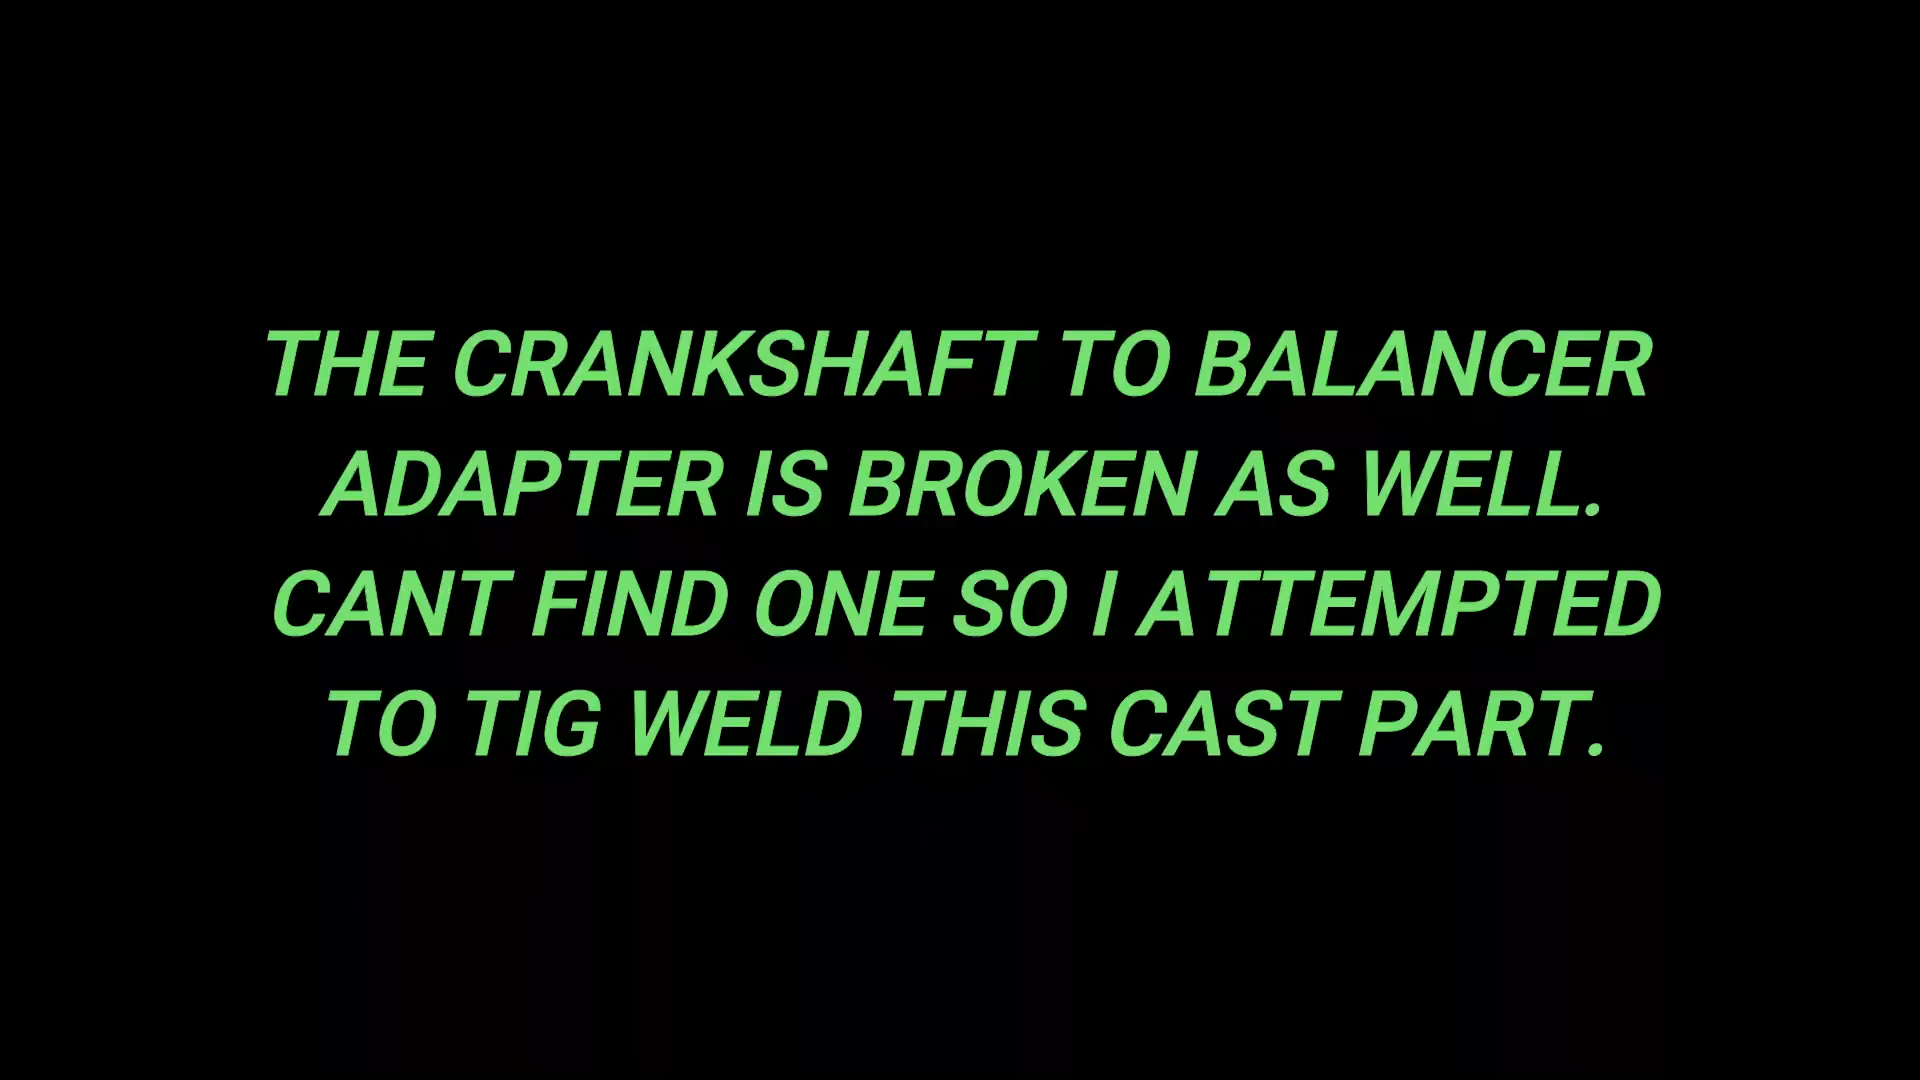 THE CRANKSHAFT TO BALANCER
ADAPTER IS BROKEN AS WELL.
CANT FIND ONE SO I ATTEMPTED
TO TIG WELD THIS CAST PART.